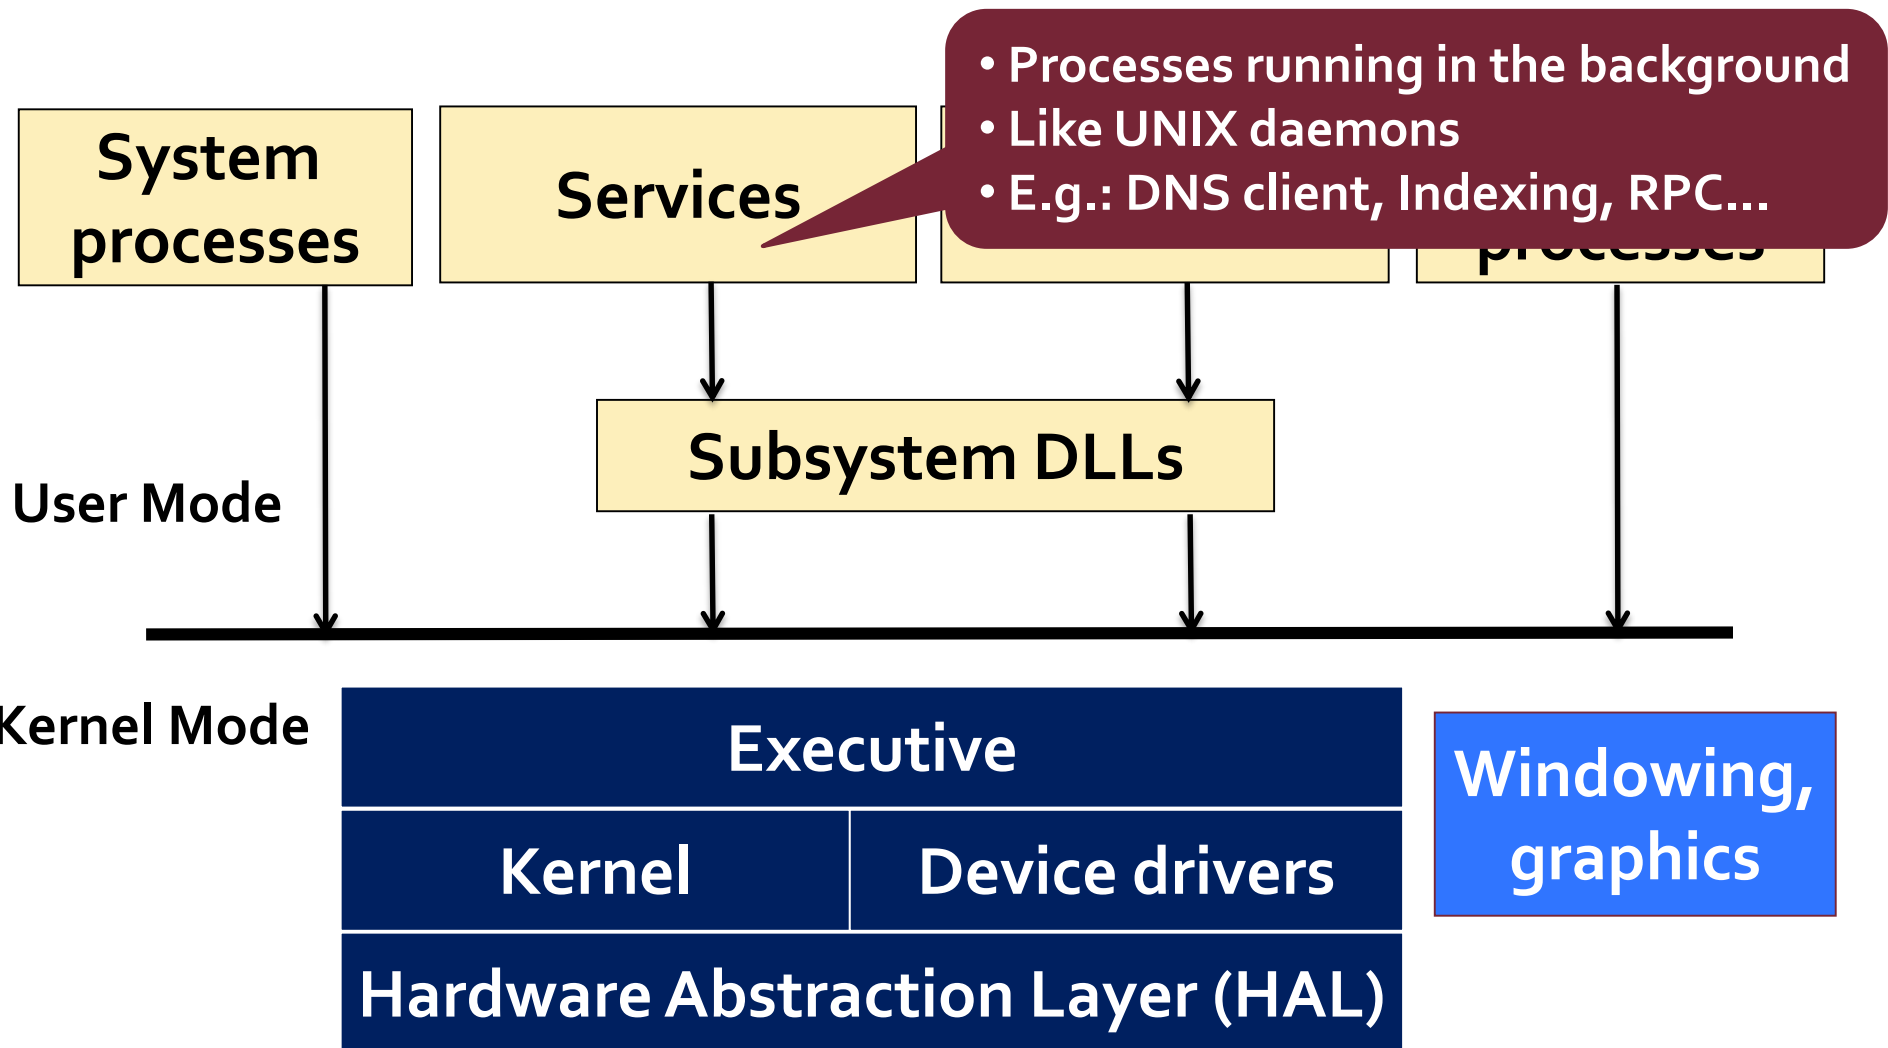 • Processes running in the background
• Like UNIX daemons
• E.g.: DNS client, Indexing, RPC...
System
processes
Services
processes
Subsystem DLLs
User Mode
Kernel Mode
Executive
Kernel
Device drivers
Hardware Abstraction Layer (HAL)
Windowing,
graphics